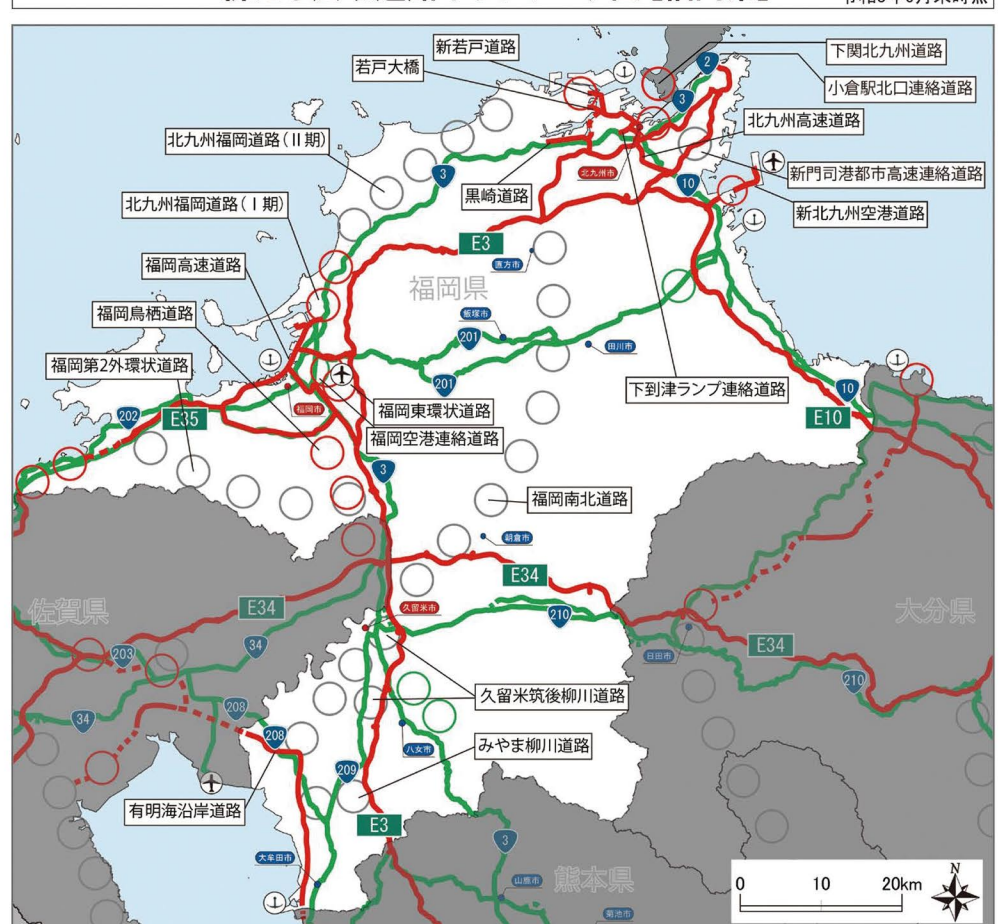 新若戸道路
下関北九州道路
若戸大橋
2
小倉駅北口連絡道路
3
北九州高速道路
北九州福岡道路(Ⅱ期)
3
黒崎道路
北九州市
新門司港都市高速連絡道路
10
北九州福岡道路(Ⅰ期)
新北九州空港道路
E3
福岡高速道路
直方市
福岡県
福岡鳥栖道路
飯塚市
201
田川市
福岡第2外環状道路
201
下到津ランプ連絡道路
10
202
E35
福岡市
福岡東環状道路
E10
福岡空港連絡道路
3
福岡南北道路
朝倉市
E34
佐賀県
E34
久留米市
210
大分県
34
203
日田市
E34
210
久留米筑後柳川道路
34
208
208
八女市
みやま柳川道路
209
有明海沿岸道路
E3
3
大牟田市
熊本県
山鹿市
菊池市
0 10 20km
N